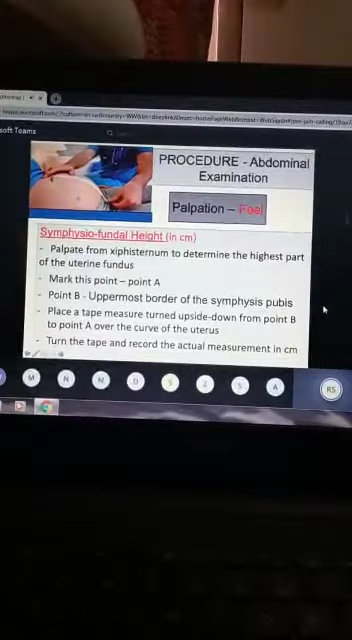 soft Teams
PROCEDURE - Abdominal
Examination
Palpation – Feel
Symphysio-fundal Height (in cm)
- Palpate from xiphisternum to determine the highest part
of the uterine fundus
- Mark this point – point A
- Point B - Uppermost border of the symphysis pubis
- Place a tape measure turned upside-down from point B
to point A over the curve of the uterus
- Turn the tape and record the actual measurement in cm
M N M D S S A RS